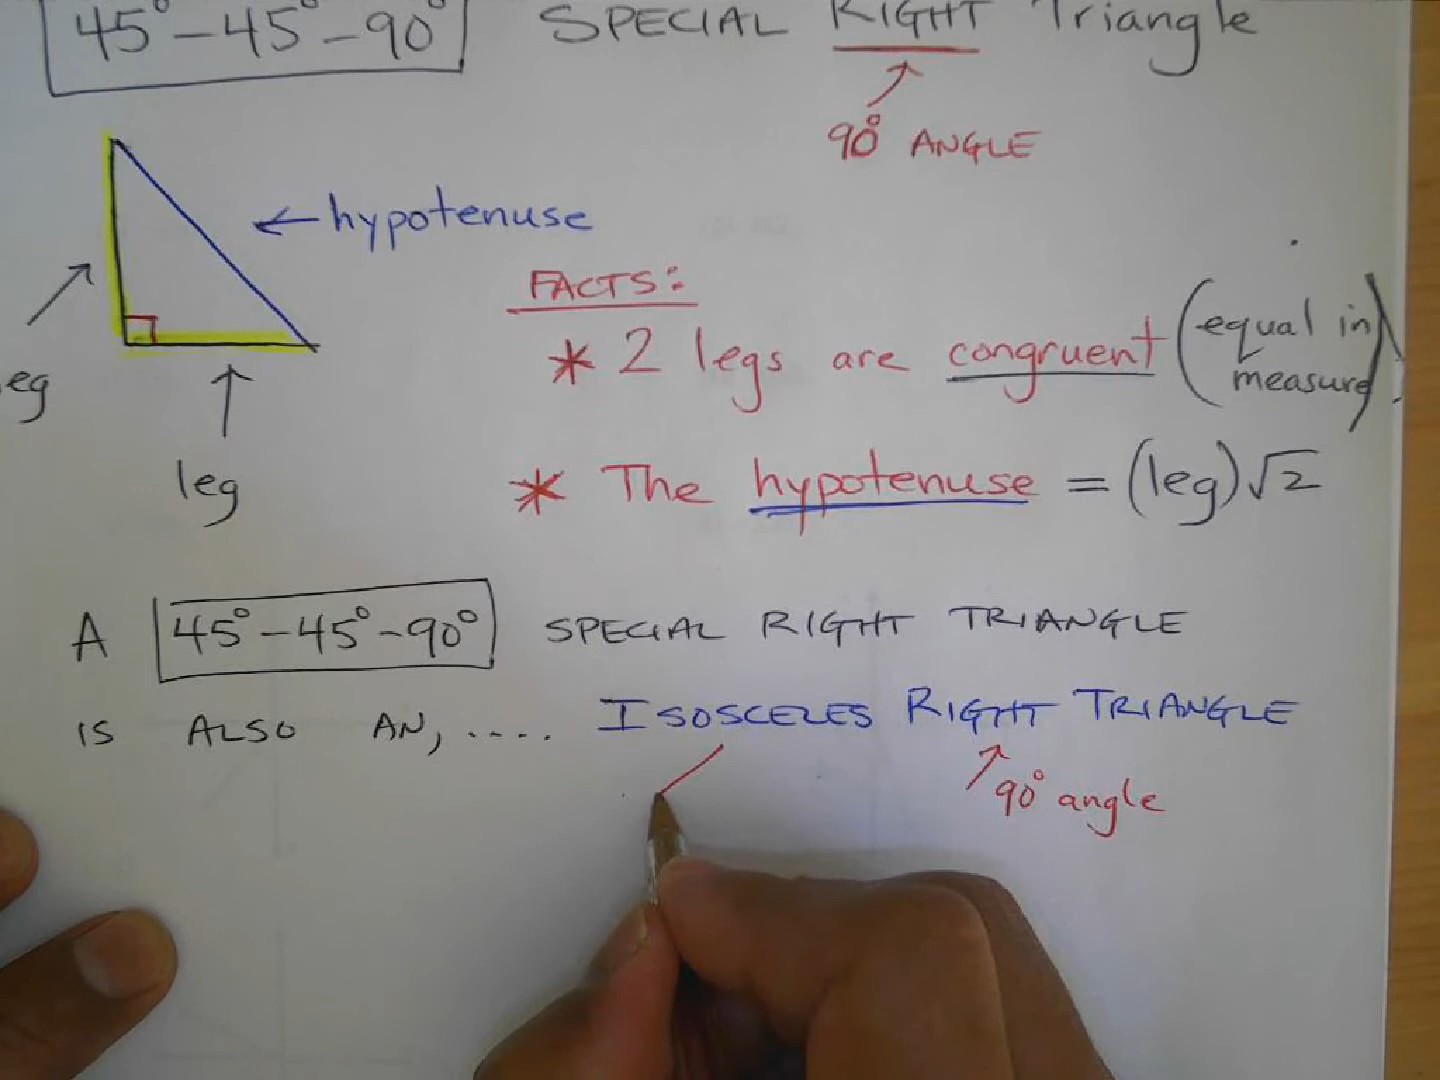 45°-45°-90° SPECIAL RIGHT Triangle
90° ANGLE
← hypotenuse
FACTS:
* 2 legs are congruent (equal in measure)
eg
leg
* The hypotenuse = (leg)√2
A 45°-45°-90° SPECIAL RIGHT TRIANGLE
IS ALSO AN, ..... ISOSCELES RIGHT TRIANGLE
90° angle